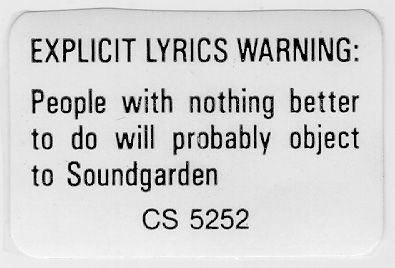 EXPLICIT LYRICS WARNING:
People with nothing better
to do will probably object
to Soundgarden
CS 5252